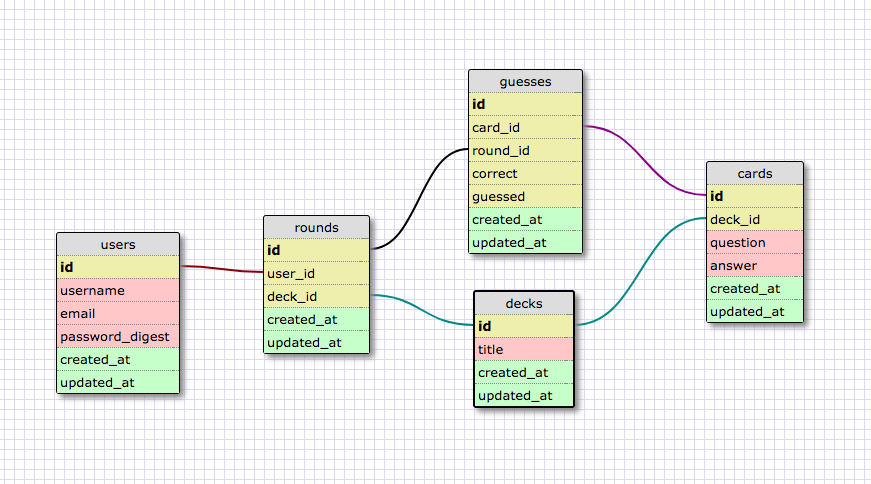 users
id
username
email
password_digest
created_at
updated_at
rounds
id
user_id
deck_id
created_at
updated_at
guesses
id
card_id
round_id
correct
guessed
created_at
updated_at
decks
id
title
created_at
updated_at
cards
id
deck_id
question
answer
created_at
updated_at